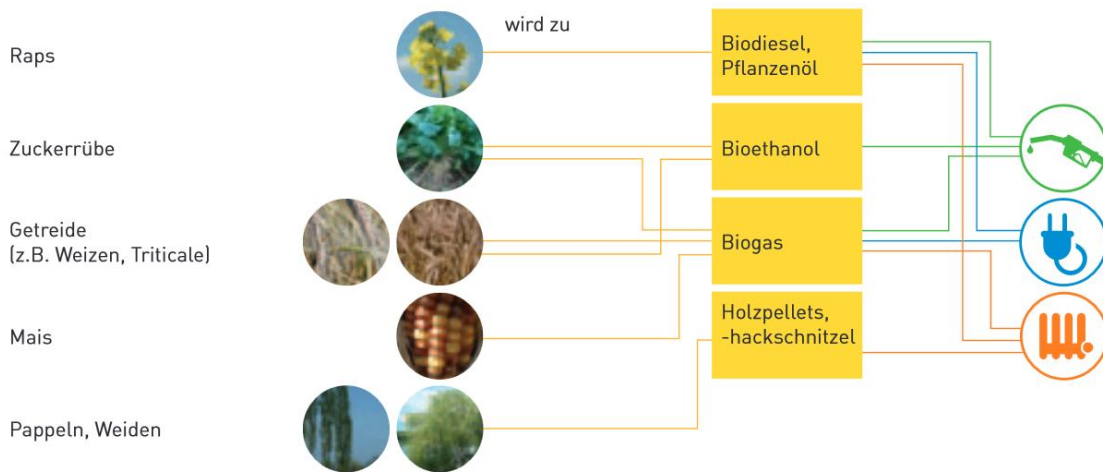 wird zu
Raps
Biodiesel,
Pflanzenöl
Zuckerrübe
Bioethanol
Getreide
(z.B. Weizen, Triticale)
Biogas
Mais
Holzpellets,
-hackschnitzel
Pappeln, Weiden